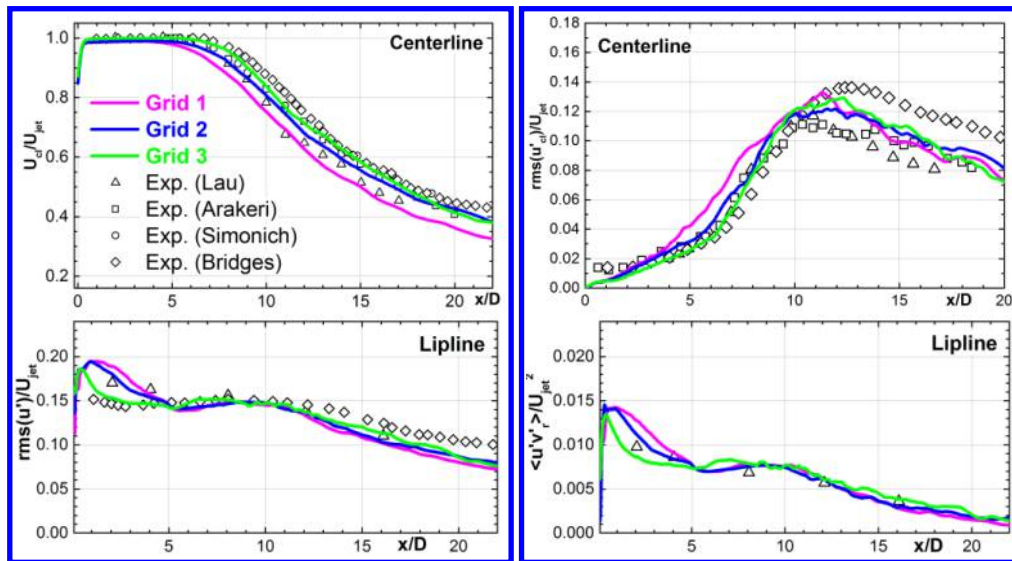 Centerline
U_cl/U_jet
1.0
0.8
0.6
0.4
0.2
Grid 1
Grid 2
Grid 3
Exp. (Lau)
Exp. (Arakeri)
Exp. (Simonich)
Exp. (Bridges)
0 5 10 15 20 x/D
Lipline
rms(u')/U_jet
0.20
0.15
0.10
0.05
0.00
5 10 15 x/D 20
Centerline
rms(u'_cl)/U_jet
0.18
0.16
0.14
0.12
0.10
0.08
0.06
0.04
0.02
0.00
0 5 10 15 x/D 20
Lipline
<u'v'_r>/U_jet^2
0.020
0.015
0.010
0.005
0.000
5 10 15 x/D 20